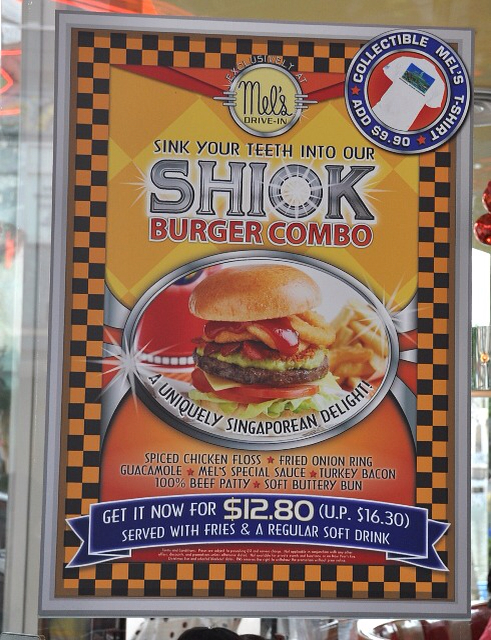 EXCLUSIVELY AT
Mel's
DRIVE-IN
COLLECTIBLE MEL'S T-SHIRT
ADD $9.90
SINK YOUR TEETH INTO OUR
SHIOK
BURGER COMBO
A UNIQUELY SINGAPOREAN DELIGHT!
SPICED CHICKEN FLOSS ★ FRIED ONION RING
GUACAMOLE ★ MEL'S SPECIAL SAUCE ★ TURKEY BACON
100% BEEF PATTY ★ SOFT BUTTERY BUN
GET IT NOW FOR $12.80 (U.P. $16.30)
SERVED WITH FRIES & A REGULAR SOFT DRINK